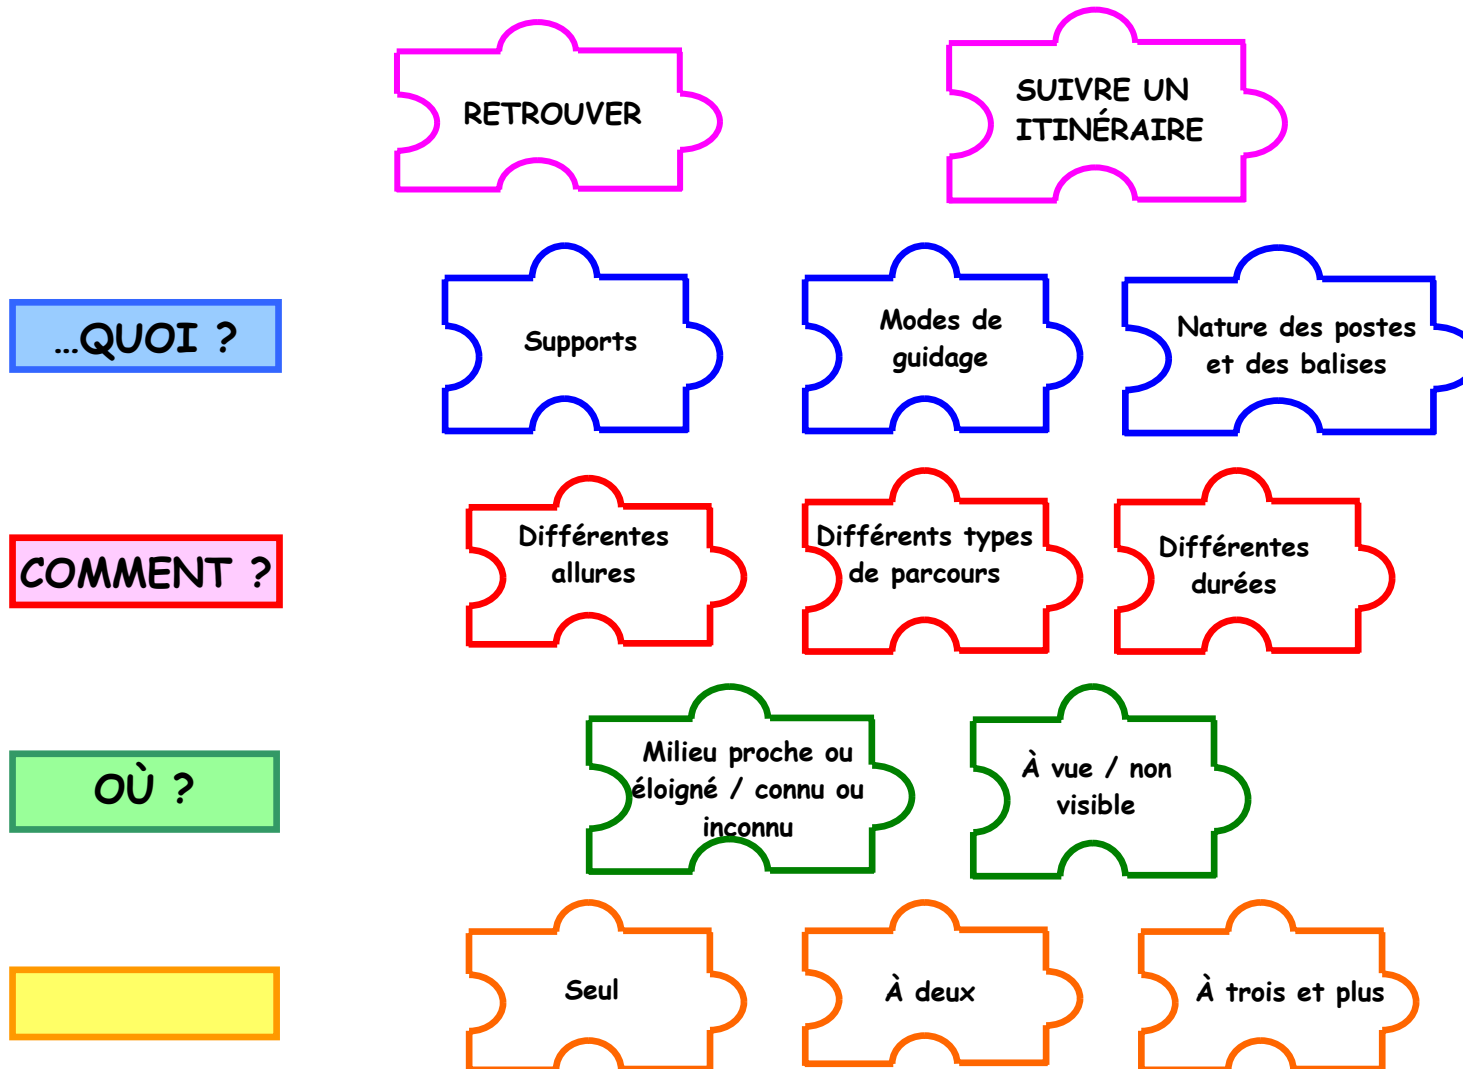 RETROUVER
SUIVRE UN
ITINÉRAIRE
...QUOI ?
Supports
Modes de
guidage
Nature des postes
et des balises
COMMENT ?
Différentes
allures
Différents types
de parcours
Différentes
durées
OÙ ?
Milieu proche ou
éloigné / connu ou
inconnu
À vue / non
visible
Seul
À deux
À trois et plus